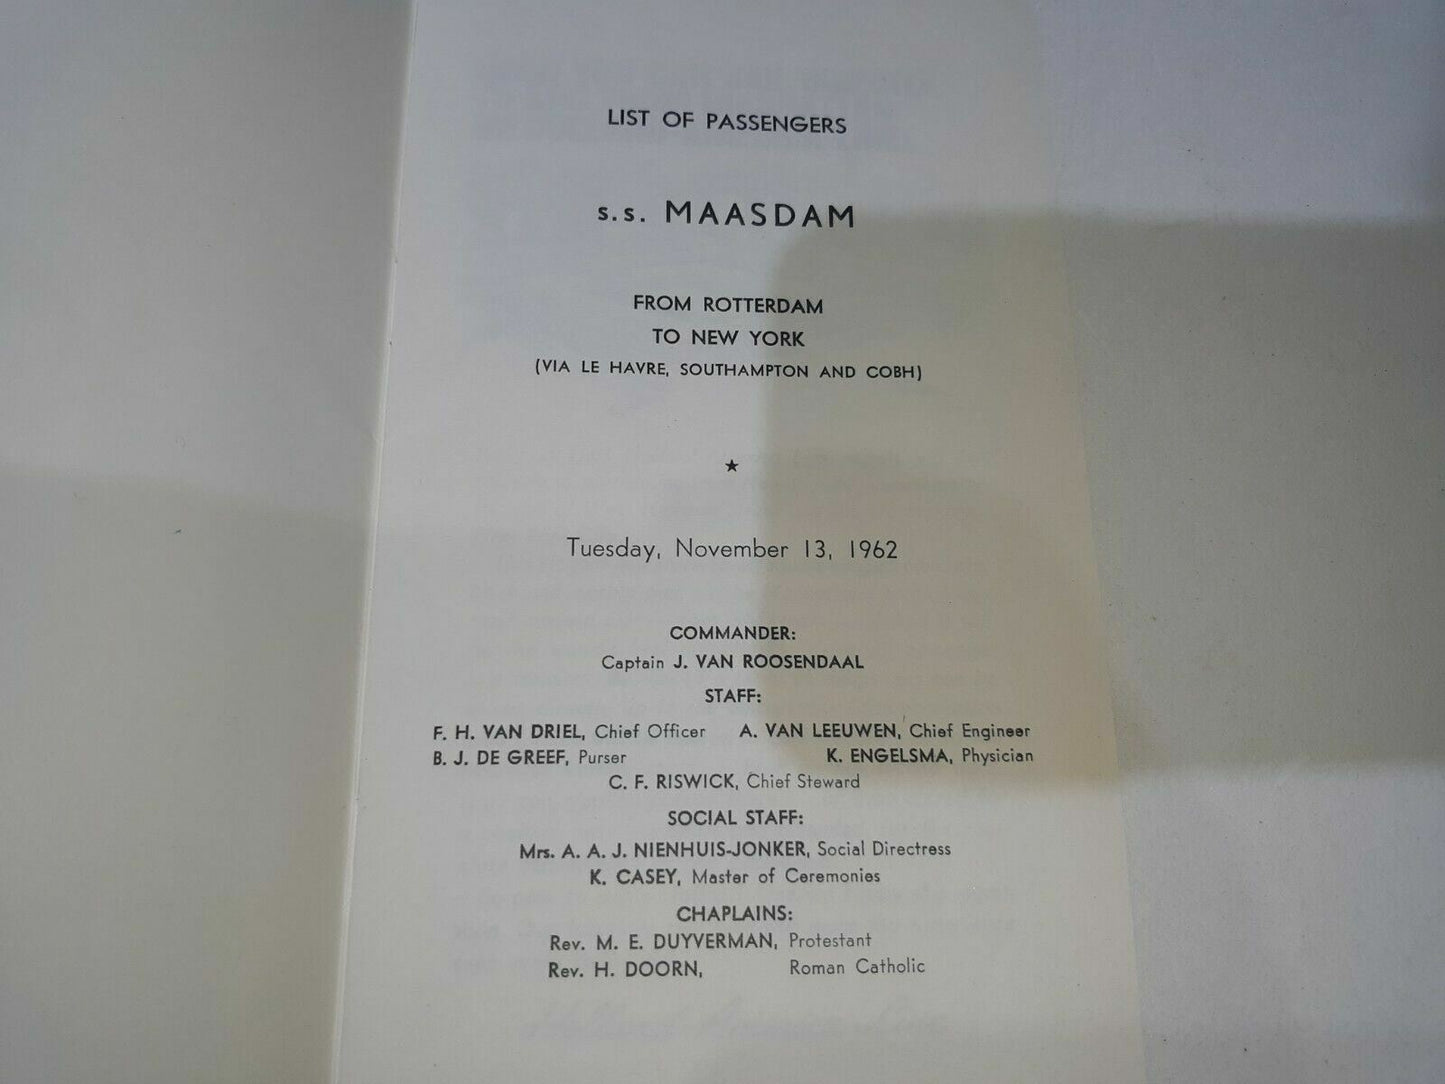 LIST OF PASSENGERS
s.s. MAASDAM
FROM ROTTERDAM
TO NEW YORK
(VIA LE HAVRE, SOUTHAMPTON AND COBH)
★
Tuesday, November 13, 1962
COMMANDER:
Captain J. VAN ROOSENDAAL
STAFF:
F. H. VAN DRIEL, Chief Officer A. VAN LEEUWEN, Chief Engineer
B. J. DE GREEF, Purser K. ENGELSMA, Physician
C. F. RISWICK, Chief Steward
SOCIAL STAFF:
Mrs. A. A. J. NIENHUIS-JONKER, Social Directress
K. CASEY, Master of Ceremonies
CHAPLAINS:
Rev. M. E. DUYVERMAN, Protestant
Rev. H. DOORN, Roman Catholic